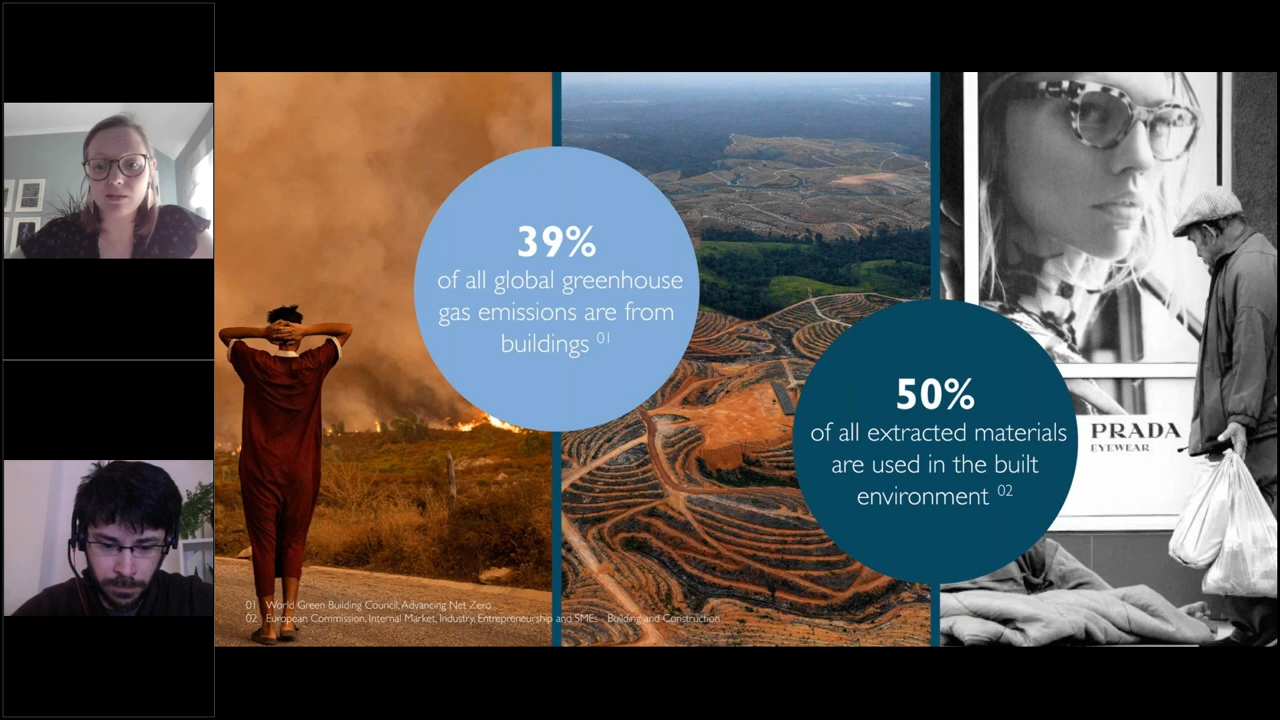 39%
of all global greenhouse
gas emissions are from
buildings 01
50%
of all extracted materials
are used in the built
environment 02
PRADA
EYEWEAR
01 World Green Building Council, Advancing Net Zero
02 European Commission, Internal Market, Industry, Entrepreneurship and SMEs - Building and Construction